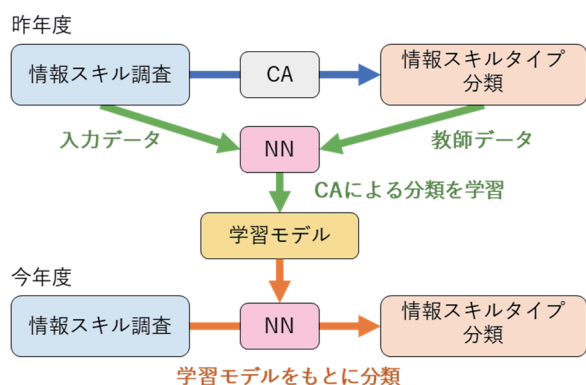 昨年度
情報スキル調査
CA
情報スキルタイプ
分類
入力データ
NN
教師データ
CAによる分類を学習
学習モデル
今年度
情報スキル調査
NN
情報スキルタイプ
分類
学習モデルをもとに分類